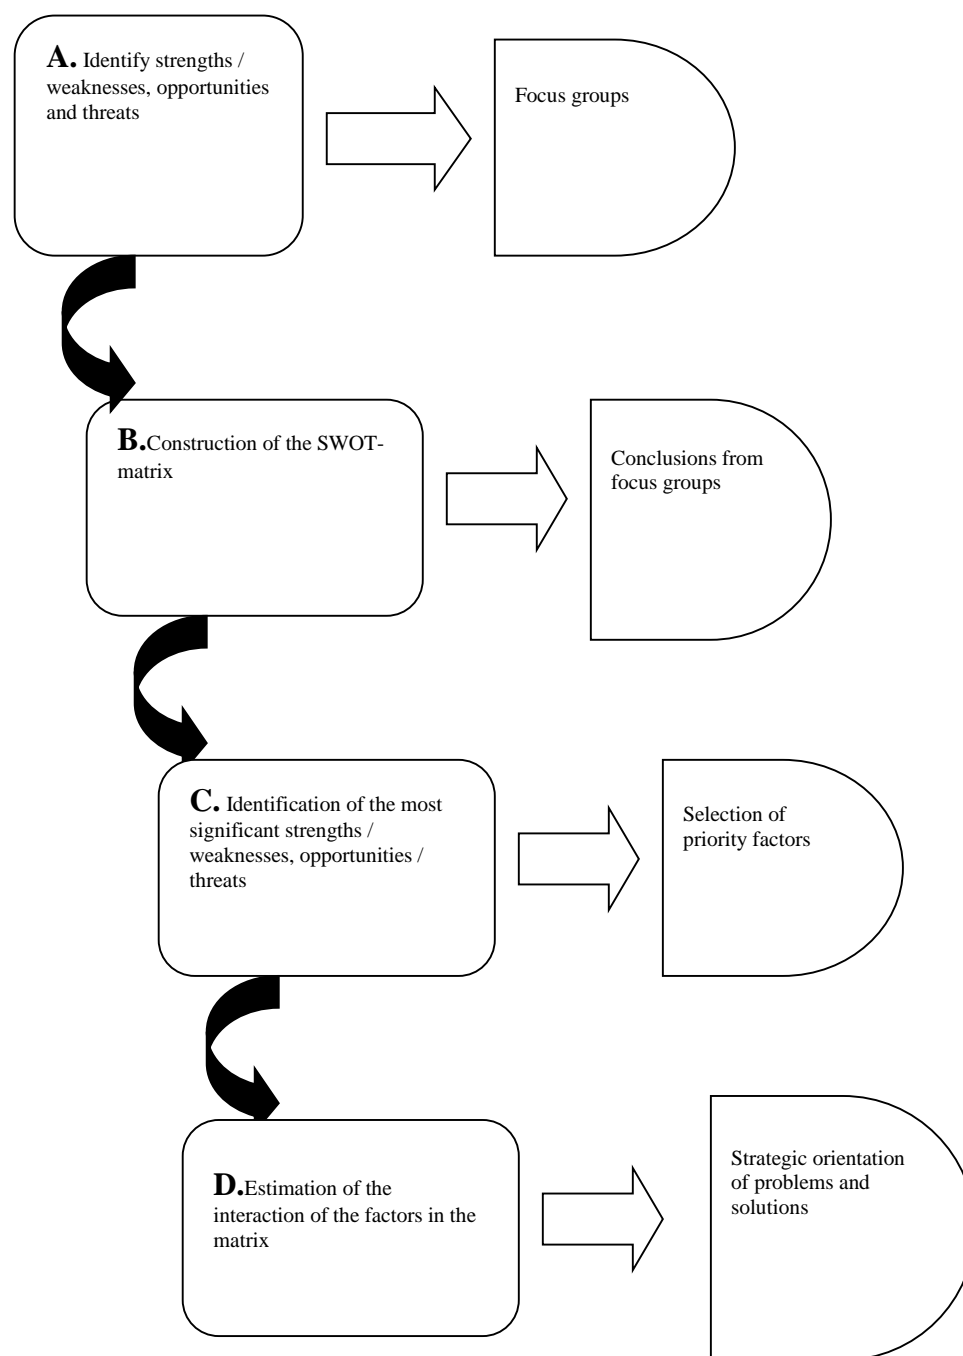 A. Identify strengths /
weaknesses, opportunities
and threats
Focus groups
B.Construction of the SWOT-
matrix
Conclusions from
focus groups
C. Identification of the most
significant strengths /
weaknesses, opportunities /
threats
Selection of
priority factors
D.Estimation of the
interaction of the factors in the
matrix
Strategic orientation
of problems and
solutions